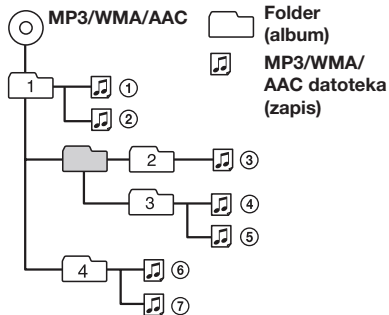 MP3/WMA/AAC
Folder
(album)
MP3/WMA/
AAC datoteka
(zapis)
1
①
②
2
③
3
④
⑤
4
⑥
⑦